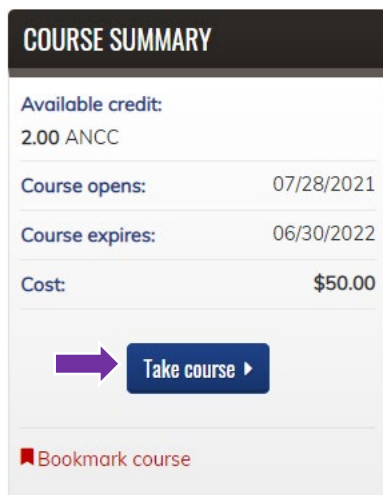 COURSE SUMMARY
Available credit:
2.00 ANCC
Course opens: 07/28/2021
Course expires: 06/30/2022
Cost: $50.00
Take course
Bookmark course